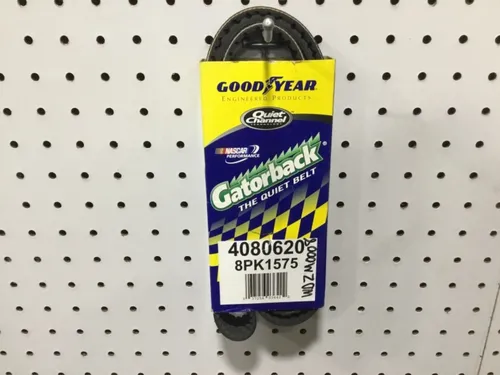 GOODYEAR
ENGINEERED PRODUCTS
Quiet
Channel
NASCAR
PERFORMANCE
Gatorback
THE QUIET BELT
4080620
8PK1575